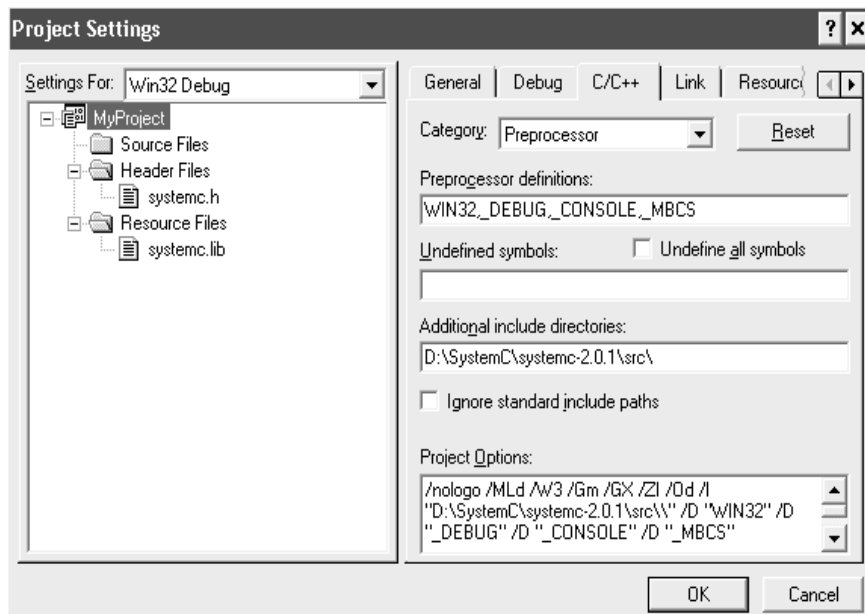 Project Settings
Settings For: Win32 Debug
MyProject
Source Files
Header Files
systemc.h
Resource Files
systemc.lib
General Debug C/C++ Link Resourc
Category: Preprocessor Reset
Preprocessor definitions:
WIN32,_DEBUG,_CONSOLE,_MBCS
Undefined symbols: Undefine all symbols
Additional include directories:
D:\SystemC\systemc-2.0.1\src\
Ignore standard include paths
Project Options:
/nologo /MLd /W3 /Gm /GX /ZI /Od /I
"D:\SystemC\systemc-2.0.1\src\\" /D "WIN32" /D
"_DEBUG" /D "_CONSOLE" /D "_MBCS"
OK Cancel